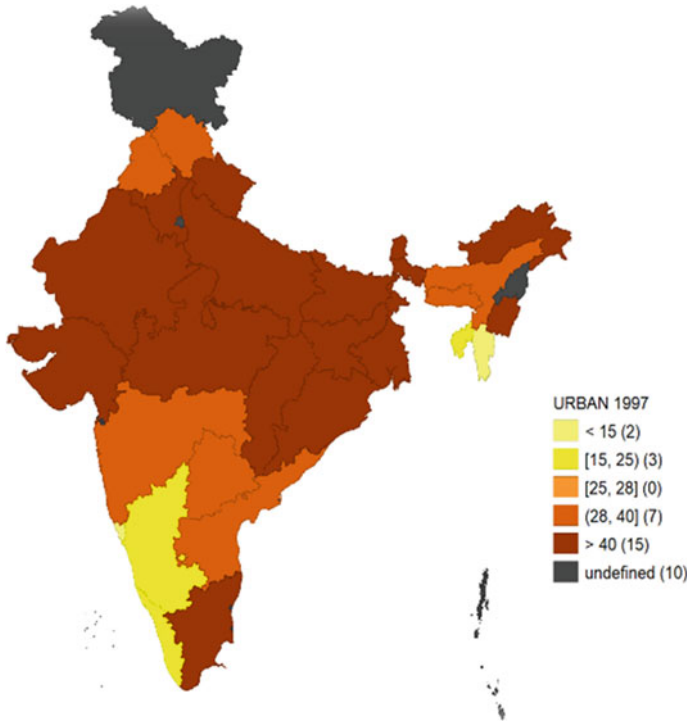 URBAN 1997
< 15 (2)
[15, 25) (3)
[25, 28] (0)
(28, 40] (7)
> 40 (15)
undefined (10)